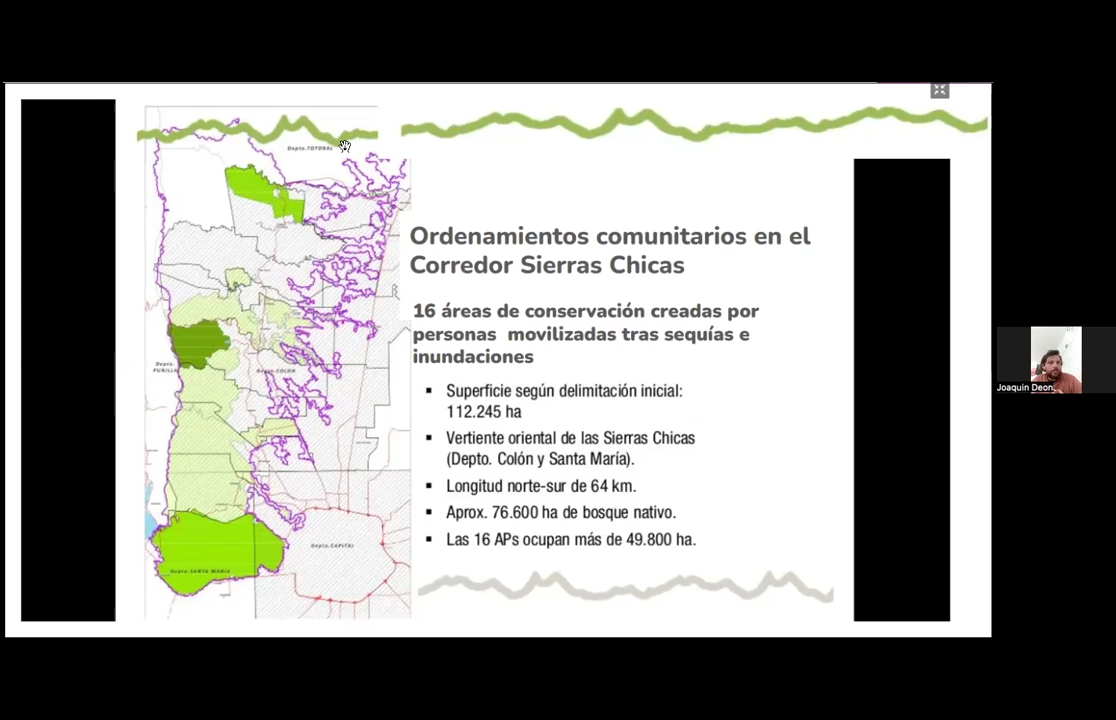 Depto.TOTORAL
Ordenamientos comunitarios en el
Corredor Sierras Chicas
16 áreas de conservación creadas por
personas movilizadas tras sequías e
inundaciones
Depto.
PUNILLA
Depto.COLON
▪ Superficie según delimitación inicial:
112.245 ha
▪ Vertiente oriental de las Sierras Chicas
(Depto. Colón y Santa María).
▪ Longitud norte-sur de 64 km.
▪ Aprox. 76.600 ha de bosque nativo.
▪ Las 16 APs ocupan más de 49.800 ha.
Depto.CAPITAL
Depto.SANTA MARIA
Joaquin Deon